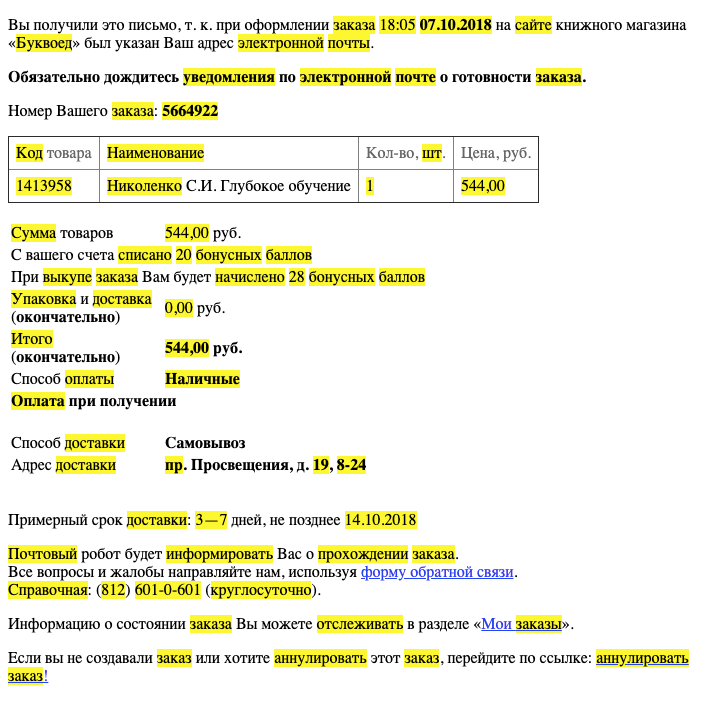 Вы получили это письмо, т. к. при оформлении заказа 18:05 07.10.2018 на сайте книжного магазина
«Буквоед» был указан Ваш адрес электронной почты.
Обязательно дождитесь уведомления по электронной почте о готовности заказа.
Номер Вашего заказа: 5664922
Код товара Наименование Кол-во, шт. Цена, руб.
1413958 Николенко С.И. Глубокое обучение 1 544,00
Сумма товаров 544,00 руб.
С вашего счета списано 20 бонусных баллов
При выкупе заказа Вам будет начислено 28 бонусных баллов
Упаковка и доставка
(окончательно) 0,00 руб.
Итого
(окончательно) 544,00 руб.
Способ оплаты Наличные
Оплата при получении
Способ доставки Самовывоз
Адрес доставки пр. Просвещения, д. 19, 8-24
Примерный срок доставки: 3—7 дней, не позднее 14.10.2018
Почтовый робот будет информировать Вас о прохождении заказа.
Все вопросы и жалобы направляйте нам, используя форму обратной связи.
Справочная: (812) 601-0-601 (круглосуточно).
Информацию о состоянии заказа Вы можете отслеживать в разделе «Мои заказы».
Если вы не создавали заказ или хотите аннулировать этот заказ, перейдите по ссылке: аннулировать
заказ!